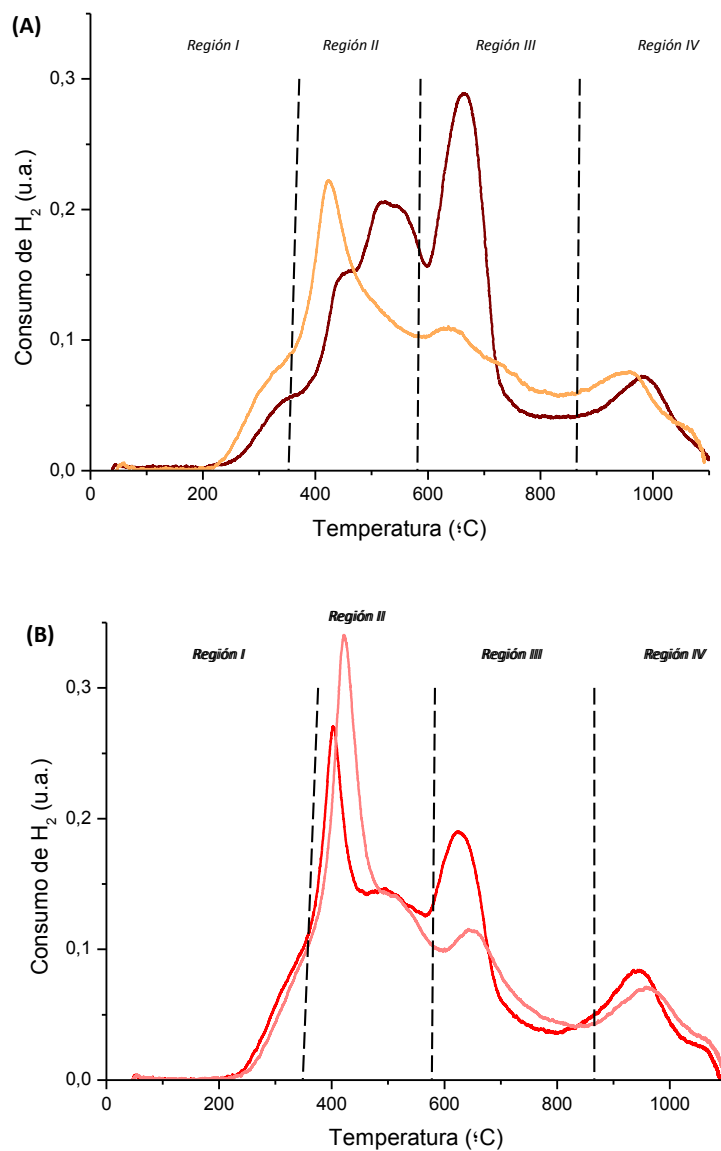 (A)
Región I Región II Región III Región IV
0,3
0,2
0,1
0,0
Consumo de H2 (u.a.)
0 200 400 600 800 1000
Temperatura (؛C)
(B)
Región II
Región I Región III Región IV
0,3
0,2
0,1
0,0
Consumo de H2 (u.a.)
0 200 400 600 800 1000
Temperatura (؛C)